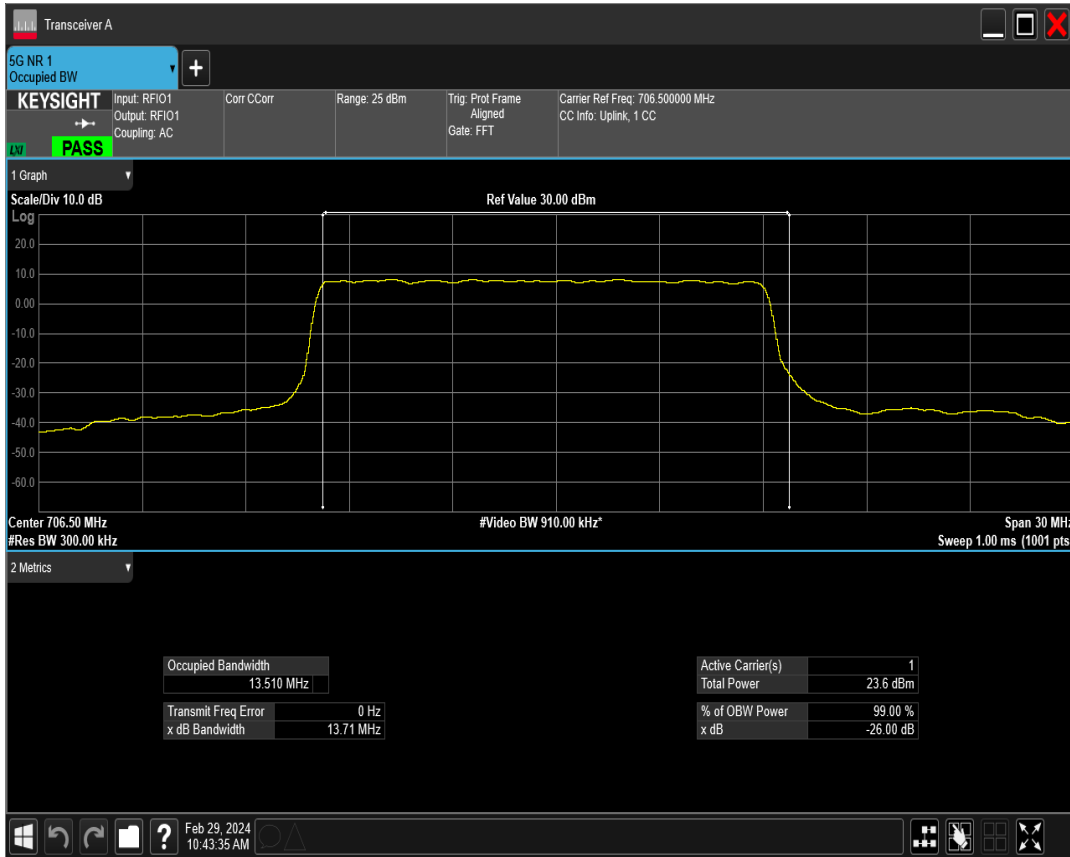 Transceiver A
5G NR 1
Occupied BW
KEYSIGHT
LXI
PASS
Input: RFIO1
Output: RFIO1
Coupling: AC
Corr CCorr
Range: 25 dBm
Trig: Prot Frame
Aligned
Gate: FFT
Carrier Ref Freq: 706.500000 MHz
CC Info: Uplink, 1 CC
1 Graph
Scale/Div 10.0 dB
Ref Value 30.00 dBm
Log
20.0
10.0
0.00
-10.0
-20.0
-30.0
-40.0
-50.0
-60.0
Center 706.50 MHz
#Video BW 910.00 kHz*
Span 30 MHz
#Res BW 300.00 kHz
Sweep 1.00 ms (1001 pts
2 Metrics
Occupied Bandwidth
13.510 MHz
Transmit Freq Error 0 Hz
x dB Bandwidth 13.71 MHz
Active Carrier(s) 1
Total Power 23.6 dBm
% of OBW Power 99.00 %
x dB -26.00 dB
?
Feb 29, 2024
10:43:35 AM